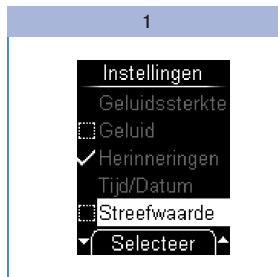 1
Instellingen
Geluidssterkte
Geluid
Herinneringen
Tijd/Datum
Streefwaarde
Selecteer